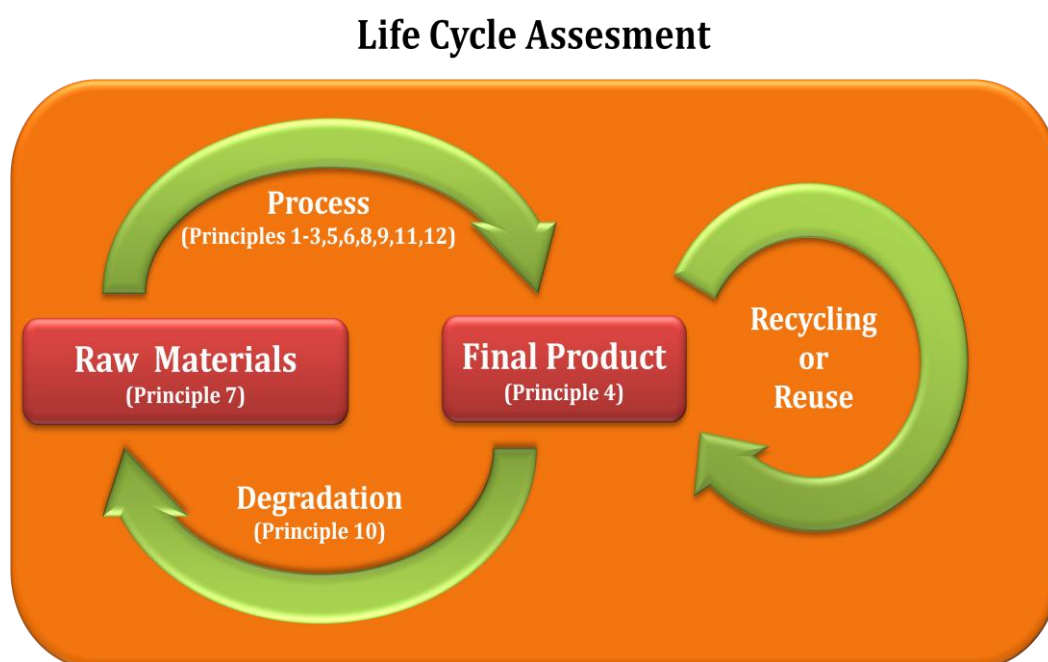 Life Cycle Assesment
Process
(Principles 1-3,5,6,8,9,11,12)
Raw Materials
(Principle 7)
Final Product
(Principle 4)
Recycling
or
Reuse
Degradation
(Principle 10)